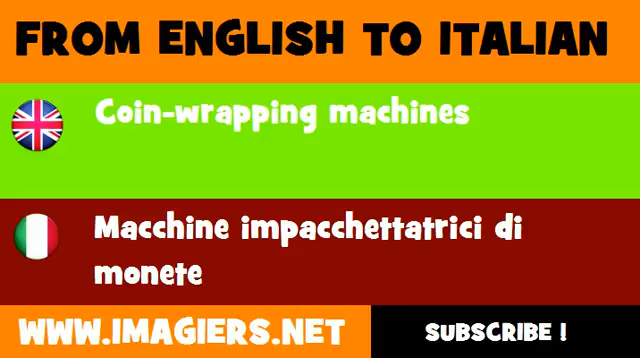 FROM ENGLISH TO ITALIAN
Coin-wrapping machines
Macchine impacchettatrici di
monete
WWW.IMAGIERS.NET
SUBSCRIBE !